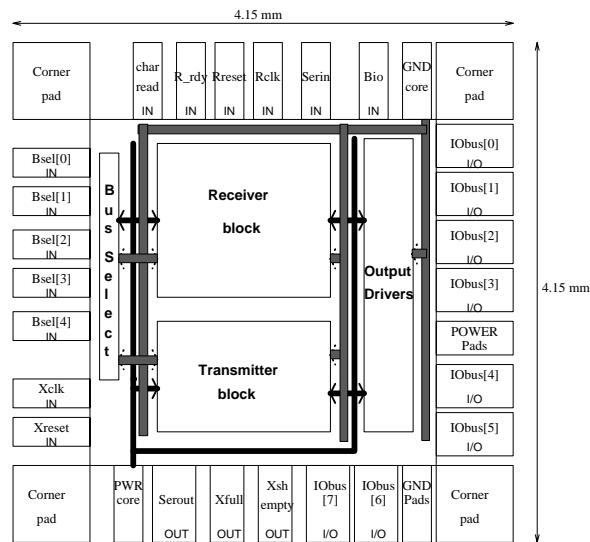 4.15 mm
Corner
pad
char
read
IN
R_rdy
IN
Rreset
IN
Rclk
IN
Serin
IN
Bio
IN
GND
core
Corner
pad
Bsel[0]
IN
Bsel[1]
IN
Bsel[2]
IN
Bsel[3]
IN
Bsel[4]
IN
Xclk
IN
Xreset
IN
Bus Select
Receiver
block
Transmitter
block
Output
Drivers
IObus[0]
I/O
IObus[1]
I/O
IObus[2]
I/O
IObus[3]
I/O
POWER
Pads
IObus[4]
I/O
IObus[5]
I/O
4.15 mm
Corner
pad
PWR
core
Serout
OUT
Xfull
OUT
Xsh
empty
OUT
IObus
[7]
I/O
IObus
[6]
I/O
GND
Pads
Corner
pad